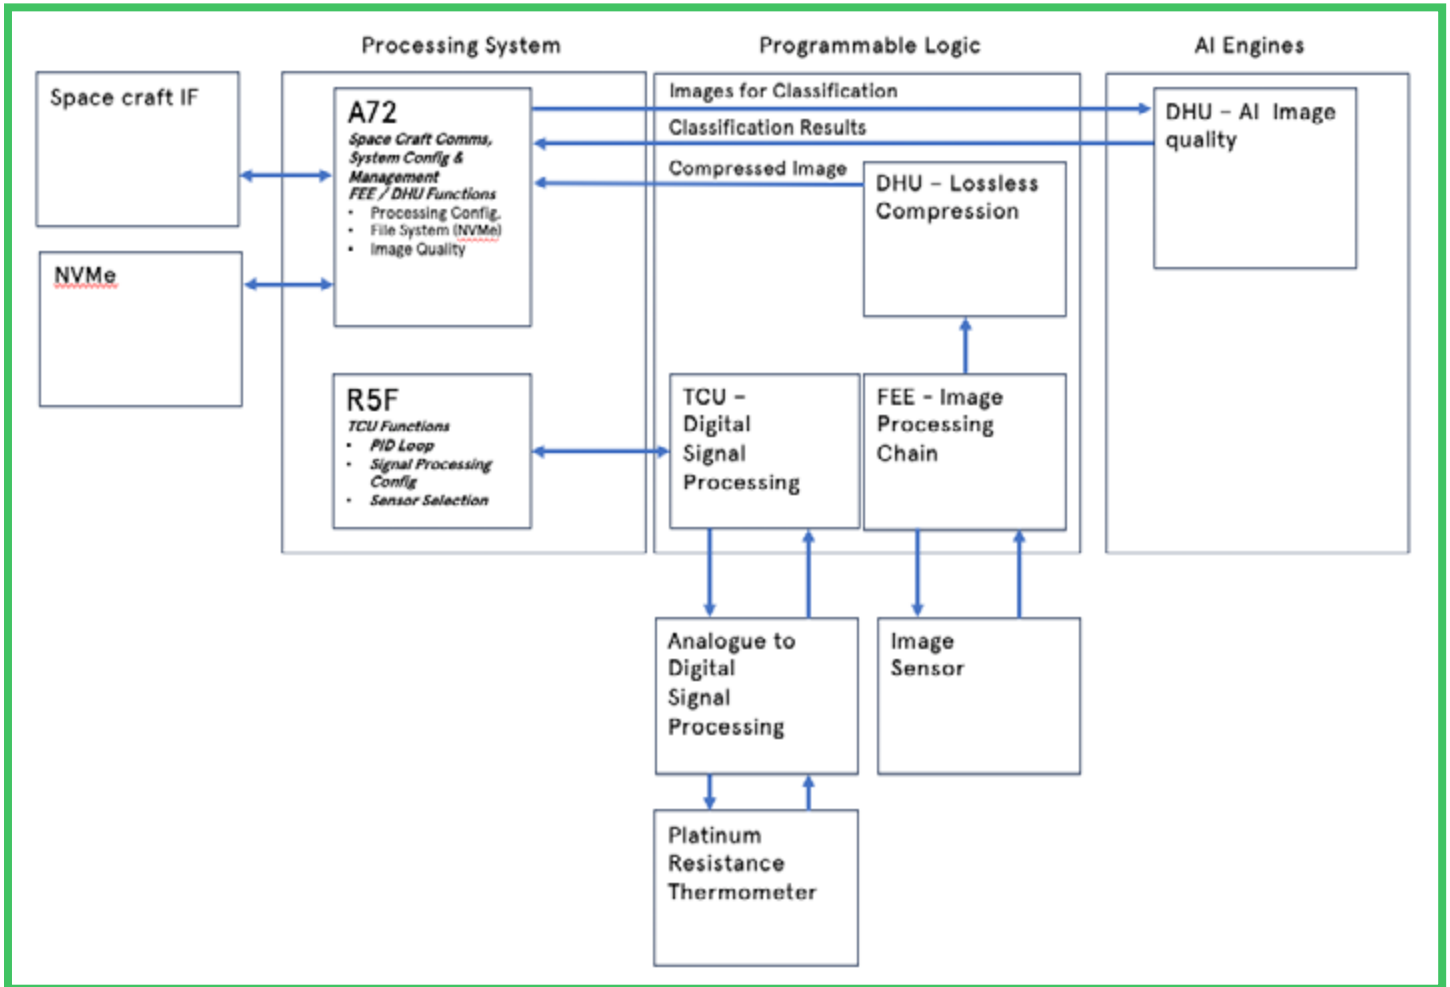 Processing System
Programmable Logic
AI Engines
Space craft IF
NVMe
A72
Space Craft Comms,
System Config &
Management
FEE / DHU Functions
• Processing Config.
• File System (NVMe)
• Image Quality
R5F
TCU Functions
• PID Loop
• Signal Processing
Config
• Sensor Selection
Images for Classification
Classification Results
Compressed Image
DHU – Lossless
Compression
TCU –
Digital
Signal
Processing
FEE - Image
Processing
Chain
DHU – AI Image
quality
Analogue to
Digital
Signal
Processing
Image
Sensor
Platinum
Resistance
Thermometer